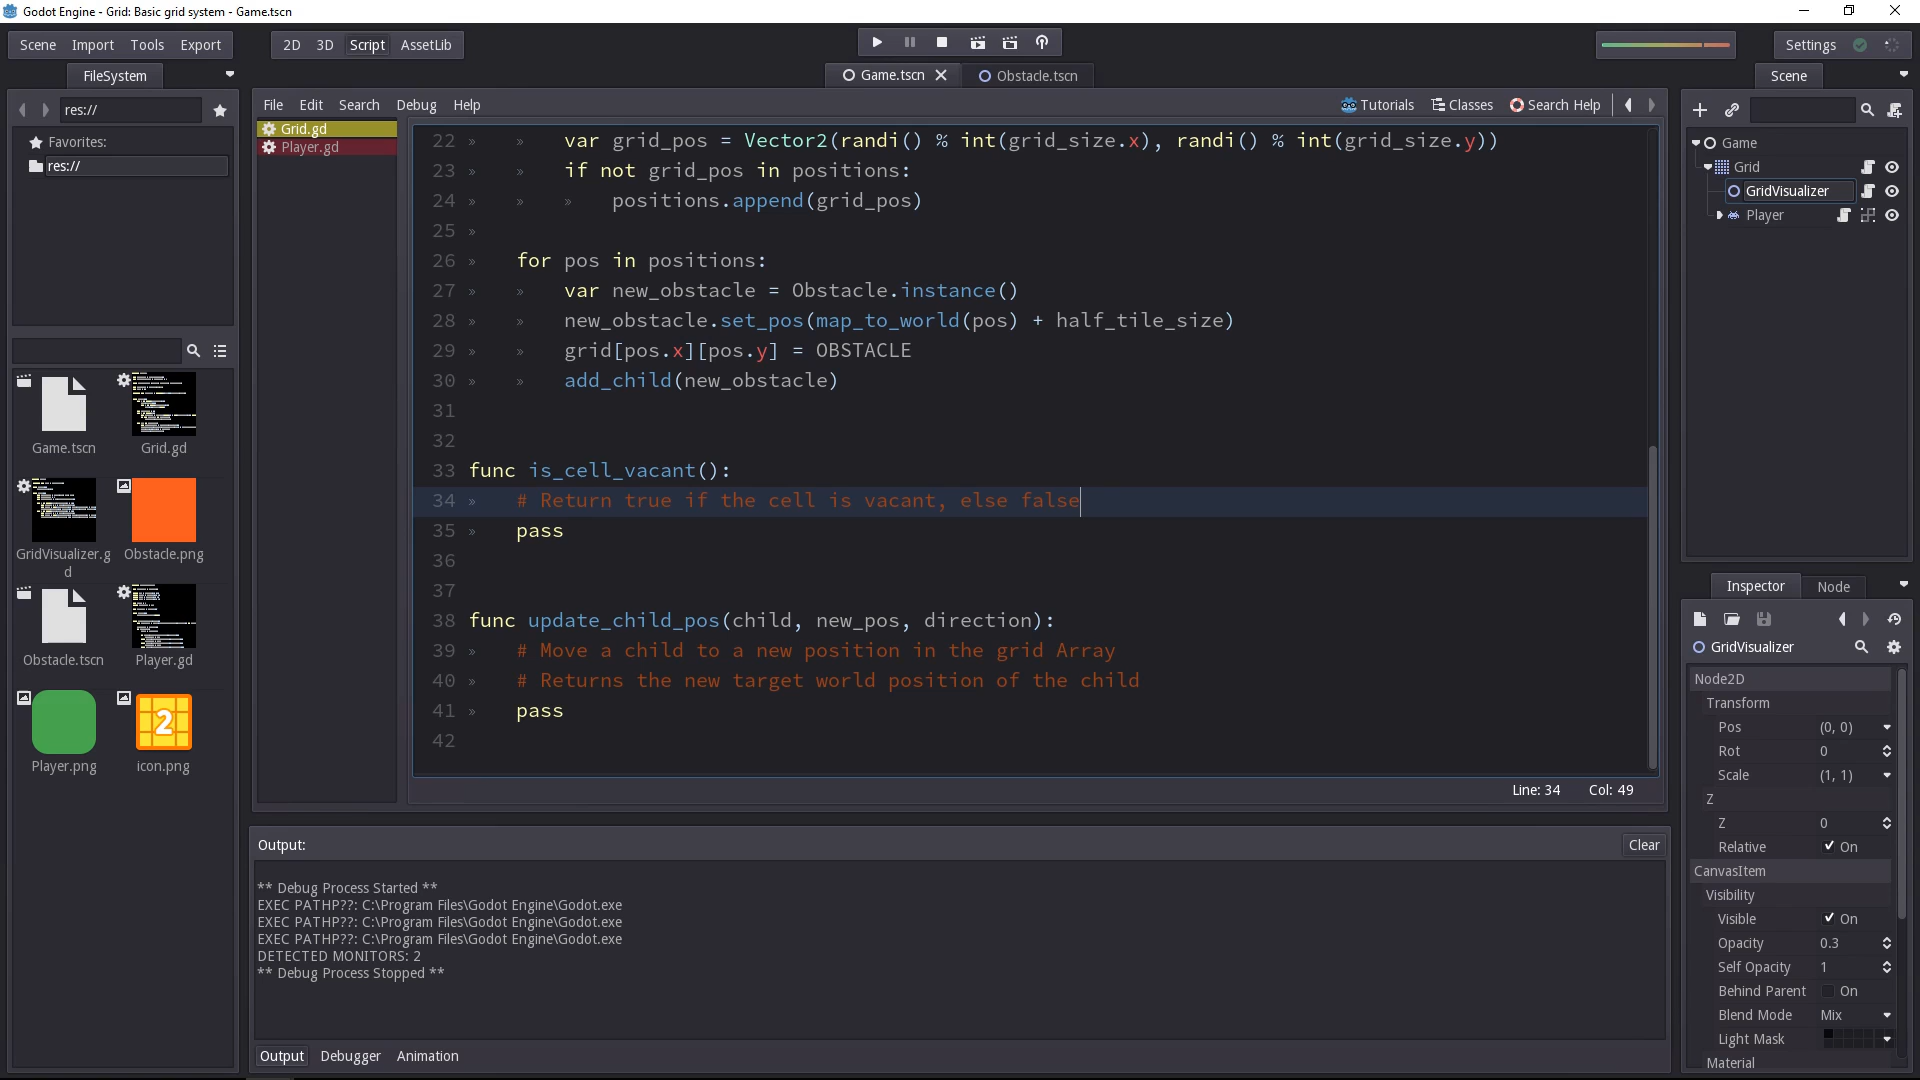 Godot Engine - Grid: Basic grid system - Game.tscn
Scene Import Tools Export
2D 3D Script AssetLib
Settings
FileSystem
Game.tscn
Obstacle.tscn
Scene
res://
File Edit Search Debug Help
Tutorials Classes Search Help
Favorites:
res://
Grid.gd
Player.gd
22 var grid_pos = Vector2(randi() % int(grid_size.x), randi() % int(grid_size.y))
23 if not grid_pos in positions:
24 positions.append(grid_pos)
25
26 for pos in positions:
27 var new_obstacle = Obstacle.instance()
28 new_obstacle.set_pos(map_to_world(pos) + half_tile_size)
29 grid[pos.x][pos.y] = OBSTACLE
30 add_child(new_obstacle)
31
32
33 func is_cell_vacant():
34 # Return true if the cell is vacant, else false
35 pass
36
37
38 func update_child_pos(child, new_pos, direction):
39 # Move a child to a new position in the grid Array
40 # Returns the new target world position of the child
41 pass
42
Line: 34 Col: 49
Game.tscn
Grid.gd
GridVisualizer.g
d
Obstacle.png
Obstacle.tscn
Player.gd
2
Player.png
icon.png
Output:
Clear
** Debug Process Started **
EXEC PATHP??: C:\Program Files\Godot Engine\Godot.exe
EXEC PATHP??: C:\Program Files\Godot Engine\Godot.exe
EXEC PATHP??: C:\Program Files\Godot Engine\Godot.exe
DETECTED MONITORS: 2
** Debug Process Stopped **
Output Debugger Animation
Game
Grid
GridVisualizer
Player
Inspector Node
GridVisualizer
Node2D
Transform
Pos (0, 0)
Rot 0
Scale (1, 1)
Z
Z 0
Relative On
CanvasItem
Visibility
Visible On
Opacity 0.3
Self Opacity 1
Behind Parent On
Blend Mode Mix
Light Mask
Material